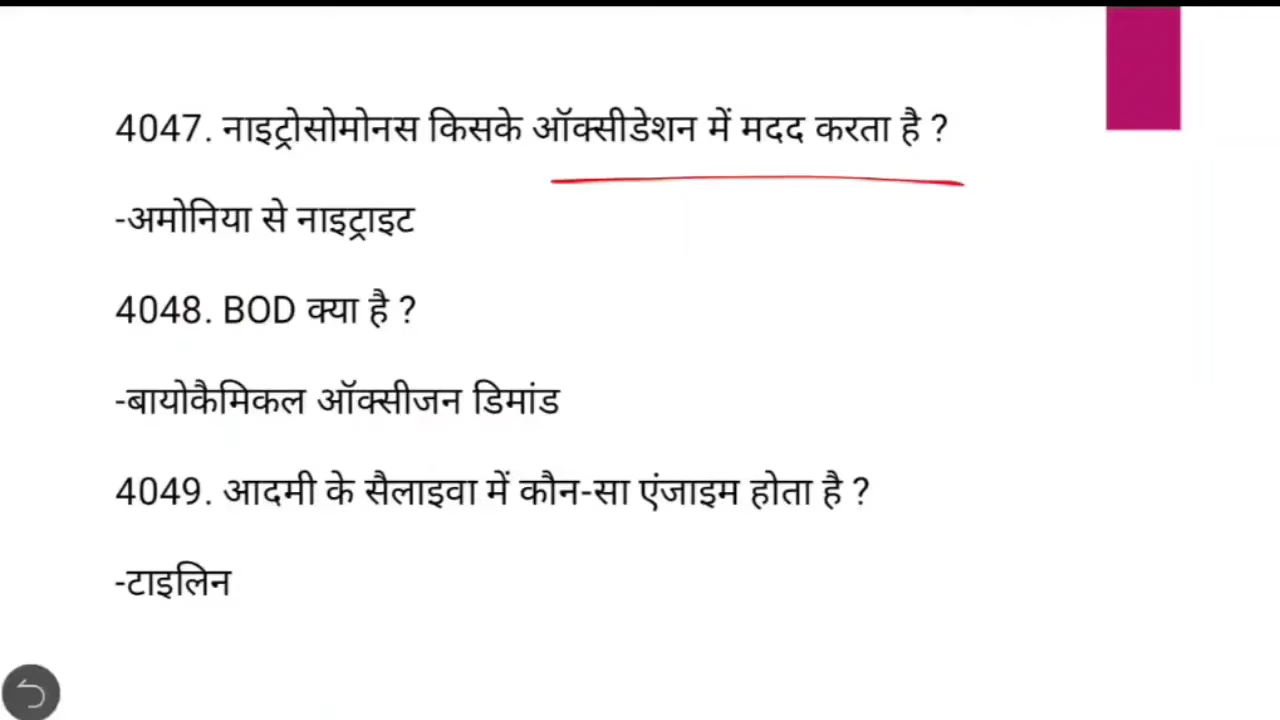 4047. नाइट्रोसोमोनस किसके ऑक्सीडेशन में मदद करता है ?
-अमोनिया से नाइट्राइट
4048. BOD क्या है ?
-बायोकैमिकल ऑक्सीजन डिमांड
4049. आदमी के सैलाइवा में कौन-सा एंजाइम होता है ?
-टाइलिन